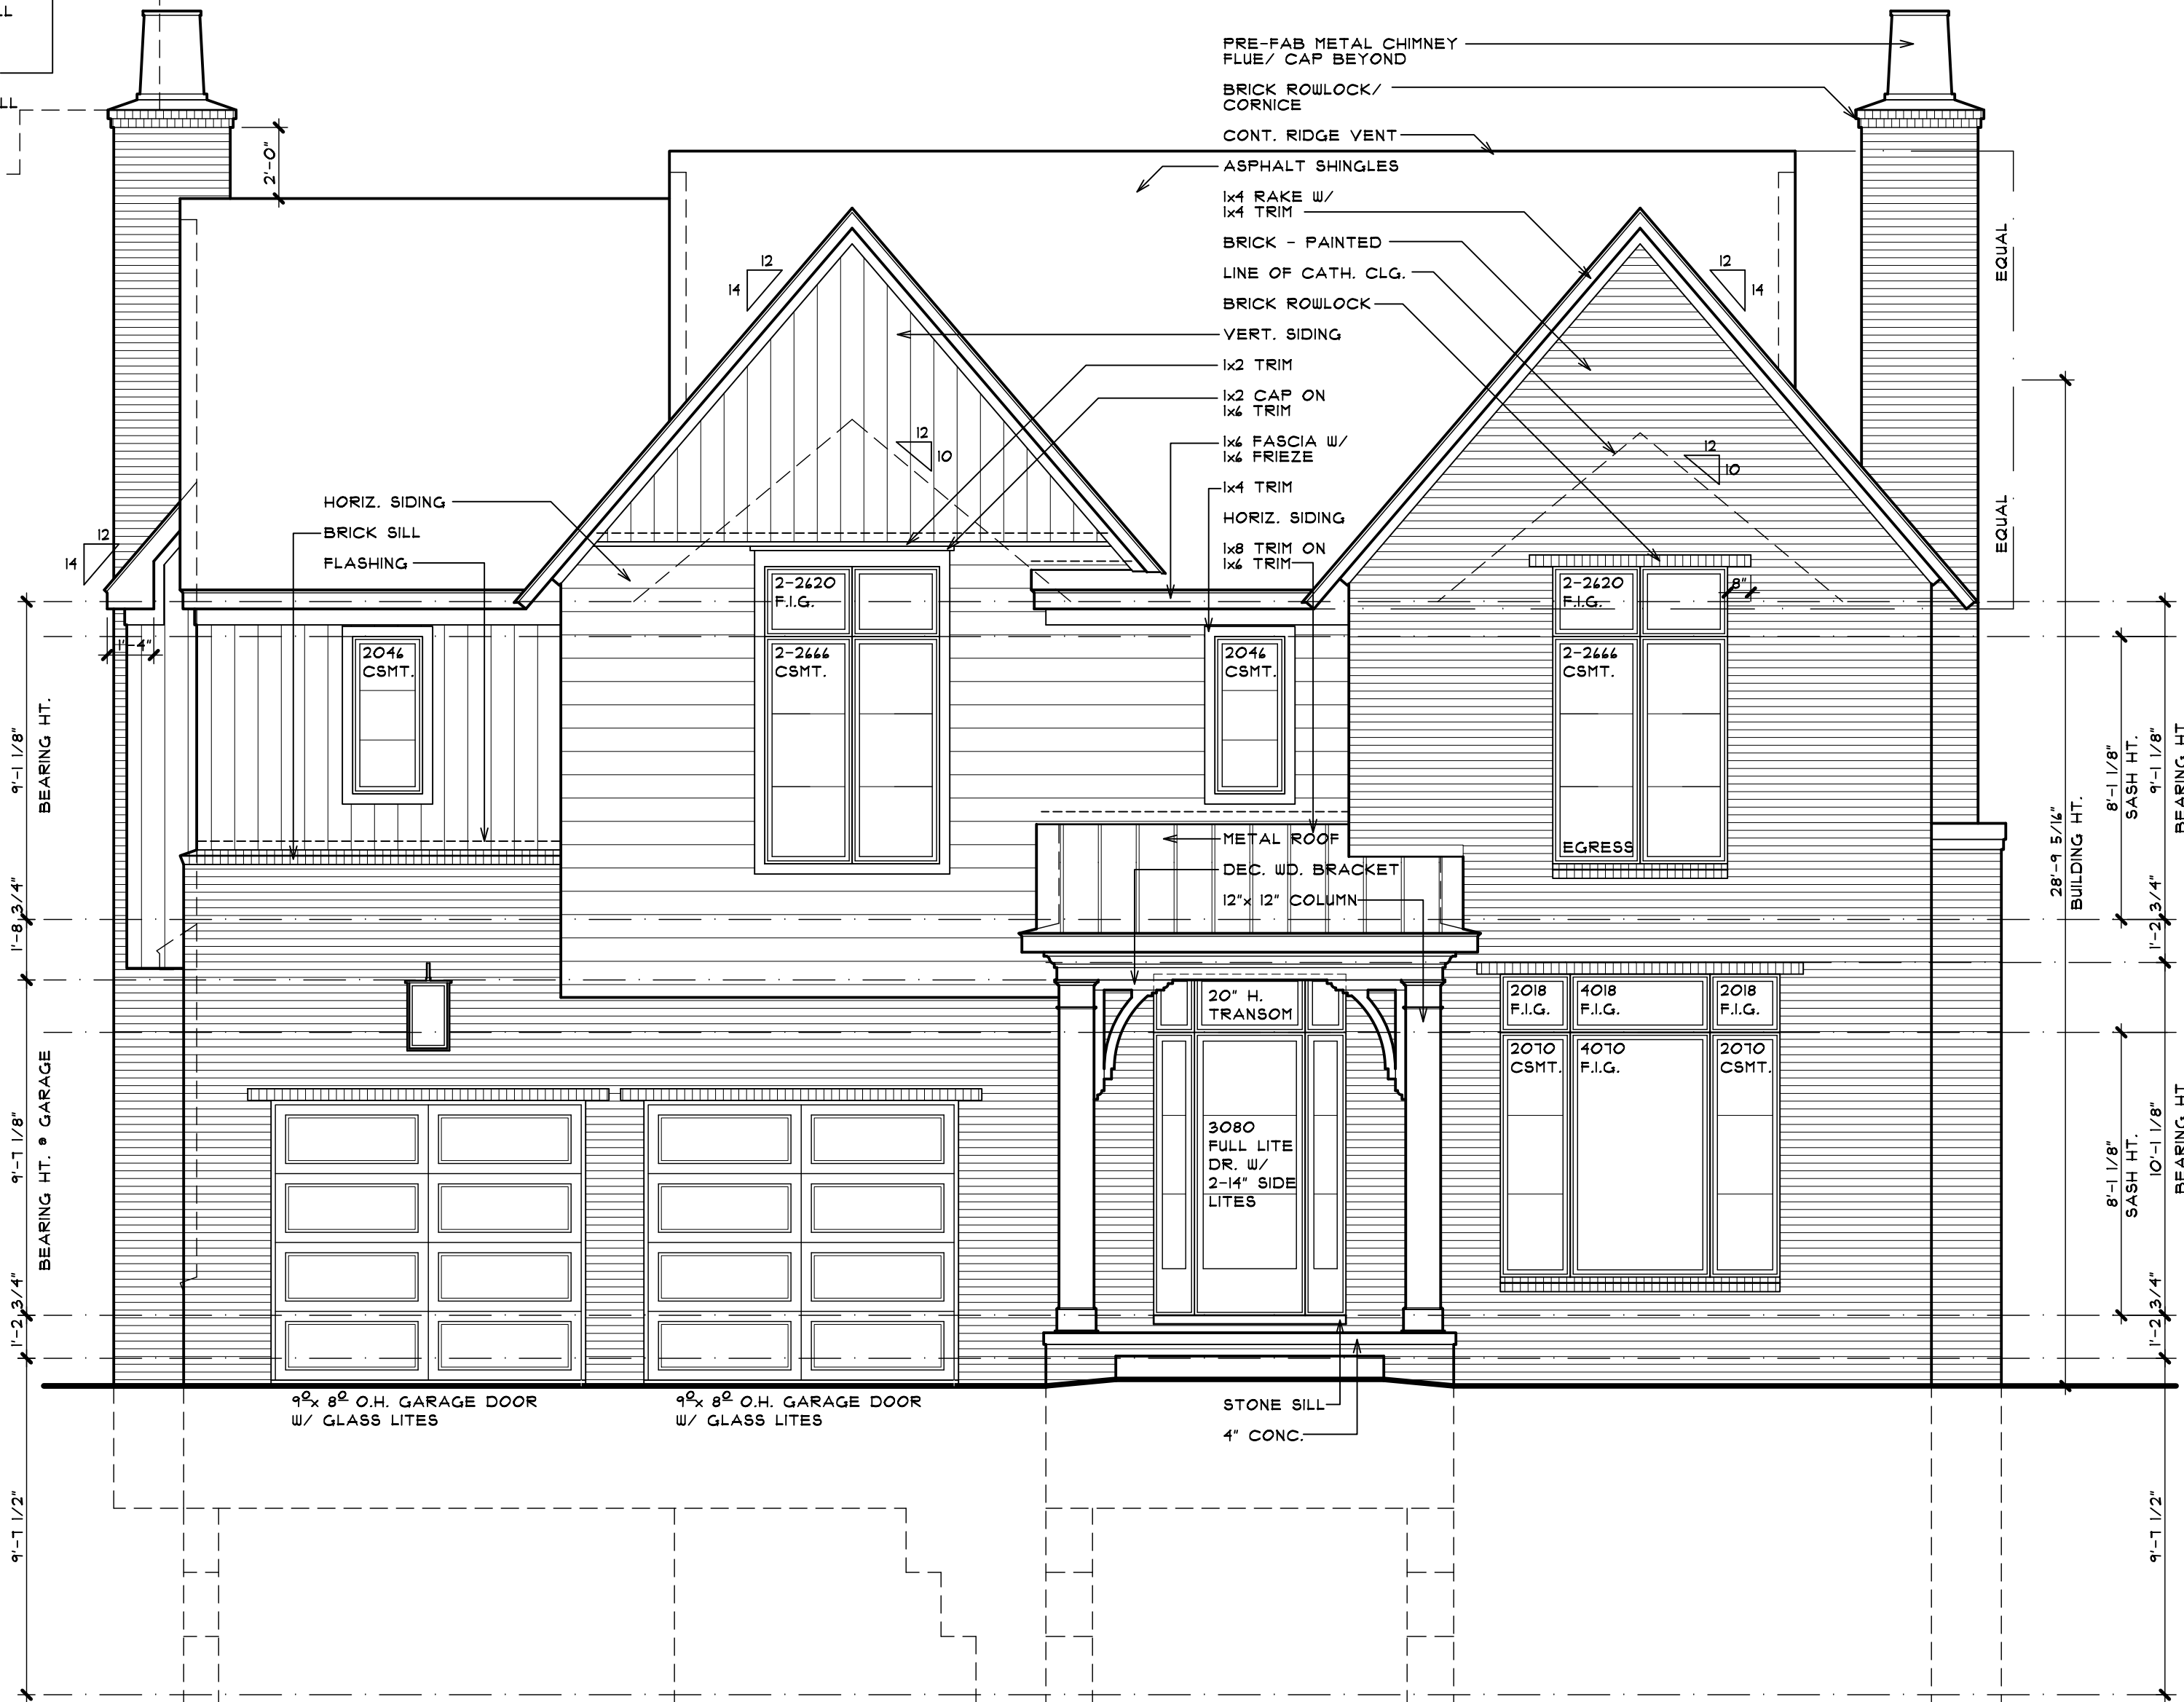 PRE-FAB METAL CHIMNEY
FLUE/ CAP BEYOND
BRICK ROWLOCK/
CORNICE
CONT. RIDGE VENT
ASPHALT SHINGLES
1x4 RAKE W/
1x4 TRIM
BRICK - PAINTED
LINE OF CATH. CLG.
BRICK ROWLOCK
VERT. SIDING
1x2 TRIM
1x2 CAP ON
1x6 TRIM
1x6 FASCIA W/
1x6 FRIEZE
1x4 TRIM
HORIZ. SIDING
1x8 TRIM ON
1x6 TRIM
METAL ROOF
DEC. WD. BRACKET
12"x 12" COLUMN
STONE SILL
4" CONC.
HORIZ. SIDING
BRICK SILL
FLASHING
2'-0"
12
14
12
14
12
10
12
14
12
10
1'-4"
8"
EQUAL
EQUAL
2046
CSMT.
2-2620
F.I.G.
2-2666
CSMT.
2046
CSMT.
2-2620
F.I.G.
2-2666
CSMT.
EGRESS
20" H.
TRANSOM
3080
FULL LITE
DR. W/
2-14" SIDE
LITES
2018
F.I.G.
4018
F.I.G.
2018
F.I.G.
2070
CSMT.
4070
F.I.G.
2070
CSMT.
9⁰x 8⁰ O.H. GARAGE DOOR
W/ GLASS LITES
9⁰x 8⁰ O.H. GARAGE DOOR
W/ GLASS LITES
9'-1 1/8"
BEARING HT.
1'-8 3/4"
9'-7 1/8"
BEARING HT. @ GARAGE
1'-2 3/4"
9'-7 1/2"
28'-9 5/16"
BUILDING HT.
8'-1 1/8"
SASH HT.
9'-1 1/8"
BEARING HT.
1'-2 3/4"
8'-1 1/8"
SASH HT.
10'-1 1/8"
BEARING HT.
1'-2 3/4"
9'-7 1/2"